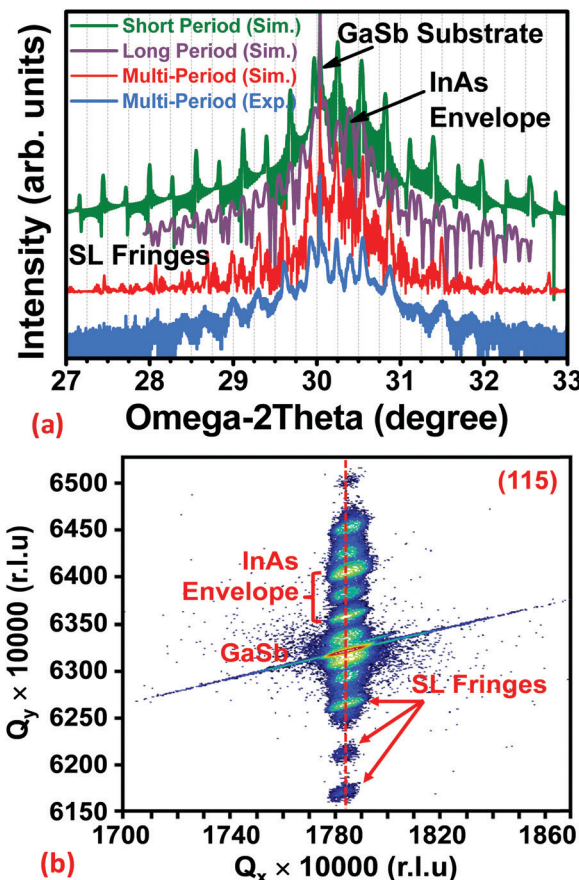 Short Period (Sim.)
Long Period (Sim.)
Multi-Period (Sim.)
Multi-Period (Exp.)
GaSb Substrate
InAs
Envelope
SL Fringes
Intensity (arb. units)
27 28 29 30 31 32 33
Omega-2Theta (degree)
(a)
(115)
6500
6450
6400
6350
6300
6250
6200
6150
InAs
Envelope
GaSb
SL Fringes
Qy × 10000 (r.l.u)
1700 1740 1780 1820 1860
Qx × 10000 (r.l.u)
(b)